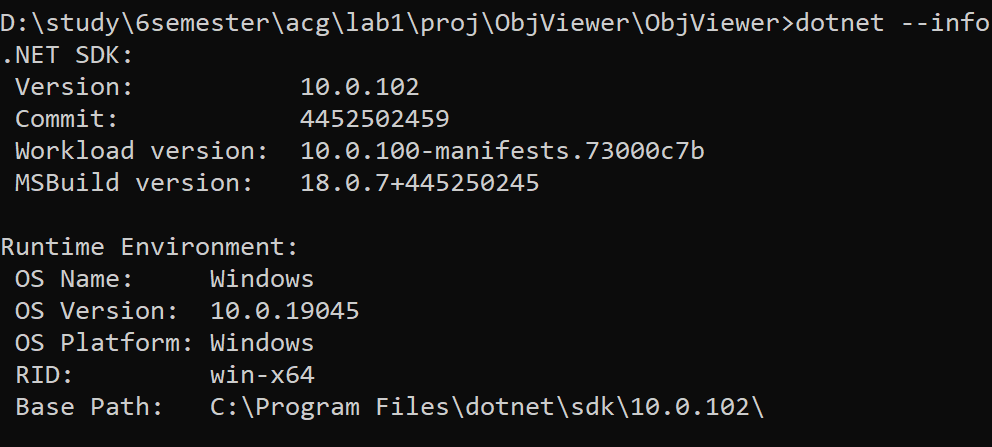 D:\study\6semester\acg\lab1\proj\ObjViewer\ObjViewer>dotnet --info
.NET SDK:
 Version:           10.0.102
 Commit:            4452502459
 Workload version:  10.0.100-manifests.73000c7b
 MSBuild version:   18.0.7+445250245

Runtime Environment:
 OS Name:     Windows
 OS Version:  10.0.19045
 OS Platform: Windows
 RID:         win-x64
 Base Path:   C:\Program Files\dotnet\sdk\10.0.102\